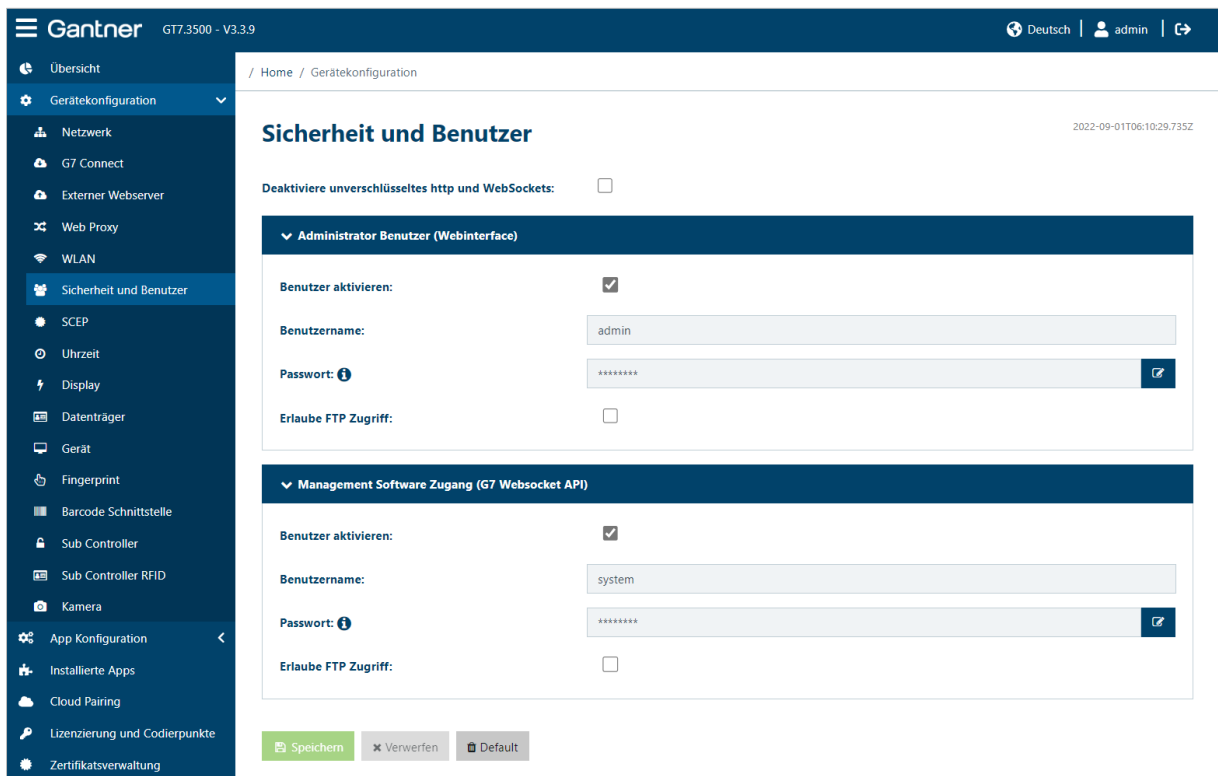 Gantner GT7.3500 - V3.3.9
Deutsch admin
Übersicht
Gerätekonfiguration
Netzwerk
G7 Connect
Externer Webserver
Web Proxy
WLAN
Sicherheit und Benutzer
SCEP
Uhrzeit
Display
Datenträger
Gerät
Fingerprint
Barcode Schnittstelle
Sub Controller
Sub Controller RFID
Kamera
App Konfiguration
Installierte Apps
Cloud Pairing
Lizenzierung und Codierpunkte
Zertifikatsverwaltung
/ Home / Gerätekonfiguration
Sicherheit und Benutzer
2022-09-01T06:10:29.735Z
Deaktiviere unverschlüsseltes http und WebSockets:
Administrator Benutzer (Webinterface)
Benutzer aktivieren:
Benutzername: admin
Passwort: ********
Erlaube FTP Zugriff:
Management Software Zugang (G7 Websocket API)
Benutzer aktivieren:
Benutzername: system
Passwort: ********
Erlaube FTP Zugriff:
Speichern Verwerfen Default